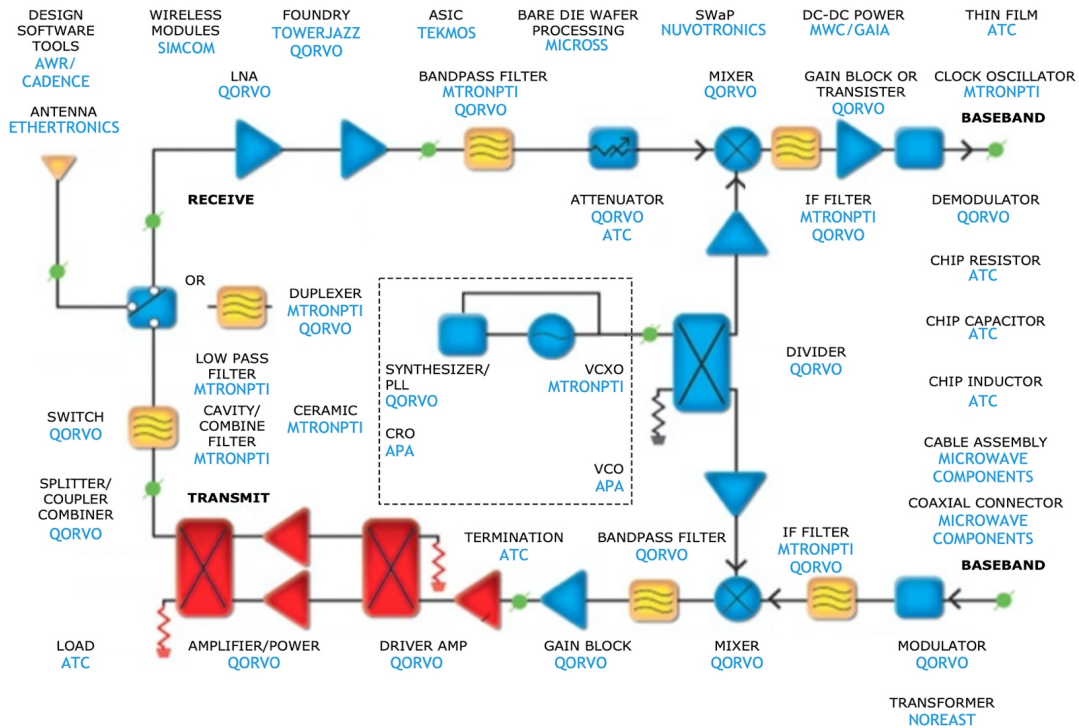 DESIGN
SOFTWARE
TOOLS
AWR/
CADENCE
WIRELESS
MODULES
SIMCOM
FOUNDRY
TOWERJAZZ
QORVO
ASIC
TEKMOS
BARE DIE WAFER
PROCESSING
MICROSS
SWaP
NUVOTRONICS
DC-DC POWER
MWC/GAIA
THIN FILM
ATC
ANTENNA
ETHERTRONICS
LNA
QORVO
BANDPASS FILTER
MTRONPTI
QORVO
MIXER
QORVO
GAIN BLOCK OR
TRANSISTER
QORVO
CLOCK OSCILLATOR
MTRONPTI
BASEBAND
RECEIVE
ATTENUATOR
QORVO
ATC
IF FILTER
MTRONPTI
QORVO
DEMODULATOR
QORVO
CHIP RESISTOR
ATC
OR
DUPLEXER
MTRONPTI
QORVO
CHIP CAPACITOR
ATC
LOW PASS
FILTER
MTRONPTI
SYNTHESIZER/
PLL
QORVO
VCXO
MTRONPTI
DIVIDER
QORVO
CHIP INDUCTOR
ATC
SWITCH
QORVO
CAVITY/
COMBINE
FILTER
MTRONPTI
CERAMIC
MTRONPTI
CRO
APA
VCO
APA
CABLE ASSEMBLY
MICROWAVE
COMPONENTS
SPLITTER/
COUPLER
COMBINER
QORVO
TRANSMIT
COAXIAL CONNECTOR
MICROWAVE
COMPONENTS
TERMINATION
ATC
BANDPASS FILTER
QORVO
IF FILTER
MTRONPTI
QORVO
BASEBAND
LOAD
ATC
AMPLIFIER/POWER
QORVO
DRIVER AMP
QORVO
GAIN BLOCK
QORVO
MIXER
QORVO
MODULATOR
QORVO
TRANSFORMER
NOREAST